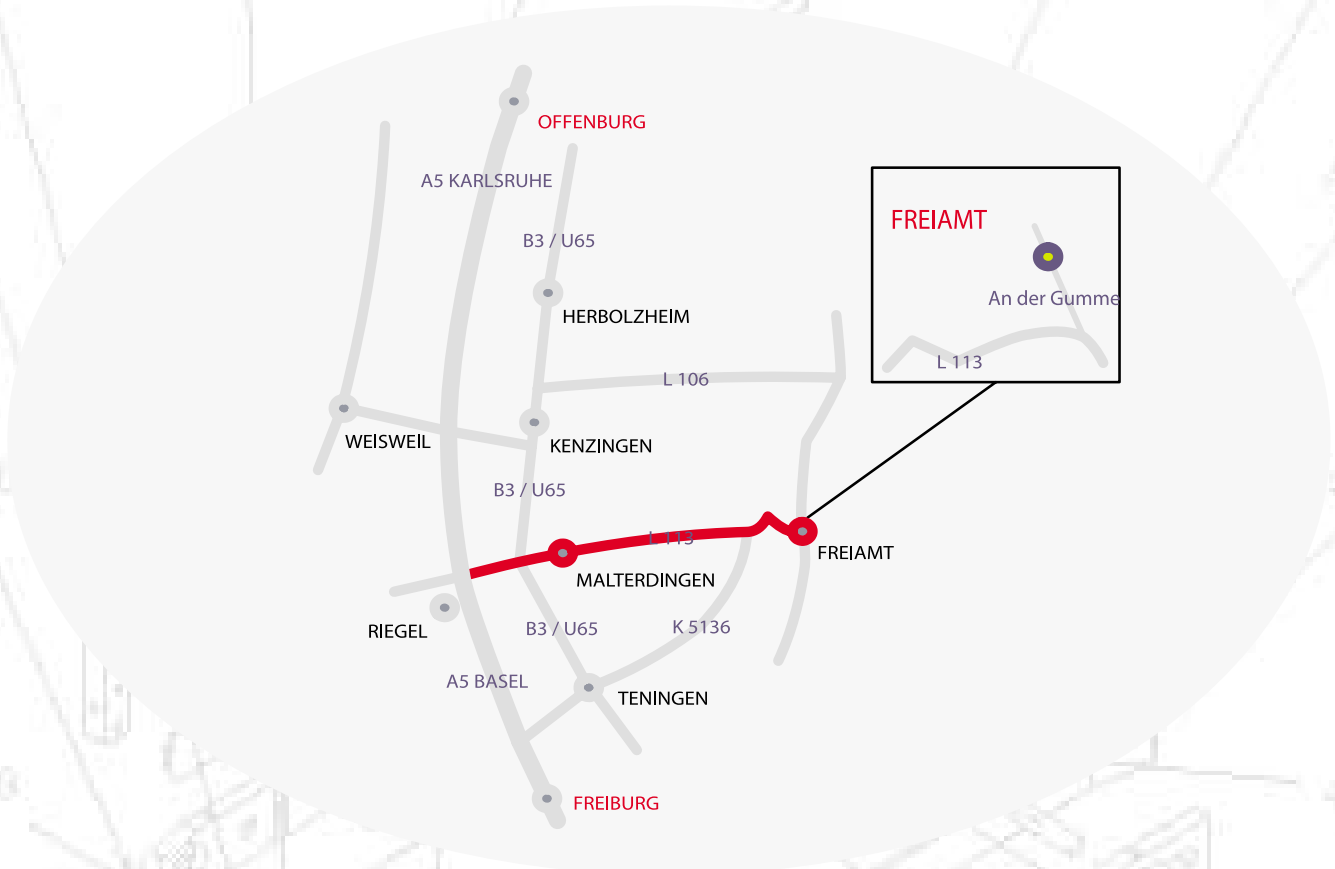 OFFENBURG
A5 KARLSRUHE
FREIAMT
B3 / U65
An der Gumme
HERBOLZHEIM
L 113
L 106
WEISWEIL
KENZINGEN
B3 / U65
L 113
FREIAMT
MALTERDINGEN
RIEGEL
B3 / U65
K 5136
A5 BASEL
TENINGEN
FREIBURG